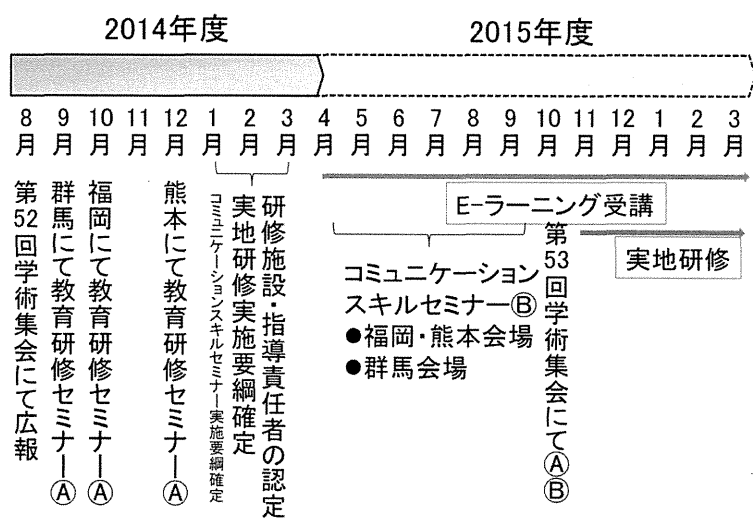 2014年度
2015年度
8月
9月
10月
11月
12月
1月
2月
3月
4月
5月
6月
7月
8月
9月
10月
11月
12月
1月
2月
3月
第52回学術集会にて広報
群馬にて教育研修セミナーⒶ
福岡にて教育研修セミナーⒶ
熊本にて教育研修セミナーⒶ
コミュニケーションスキルセミナー実施要綱確定
実地研修実施要綱確定
研修施設・指導責任者の認定
E-ラーニング受講
コミュニケーション
スキルセミナーⒷ
●福岡・熊本会場
●群馬会場
第53回学術集会にてⒶⒷ
実地研修